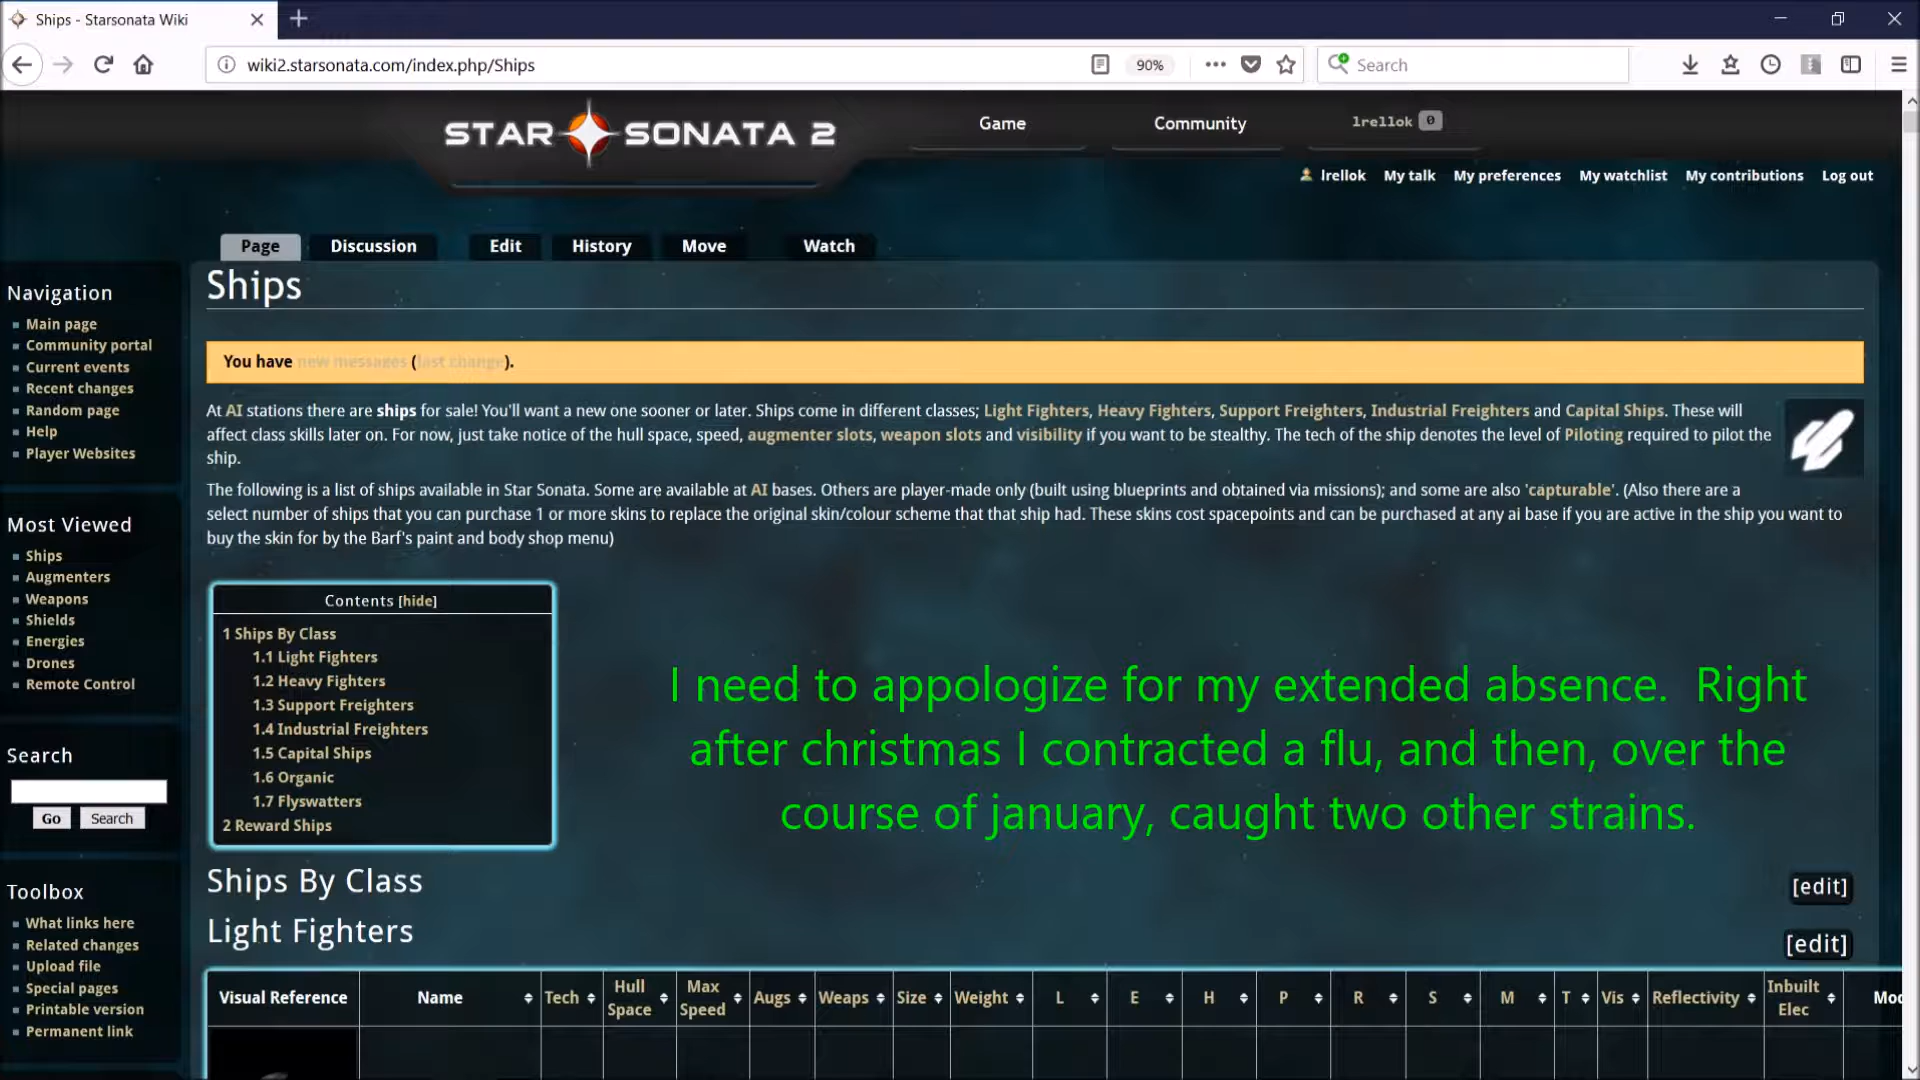 Ships - Starsonata Wiki
wiki2.starsonata.com/index.php/Ships
90%
Search
STAR SONATA 2
Game
Community
lrellok 0
lrellok
My talk
My preferences
My watchlist
My contributions
Log out
Page
Discussion
Edit
History
Move
Watch
Navigation
Main page
Community portal
Current events
Recent changes
Random page
Help
Player Websites
Most Viewed
Ships
Augmenters
Weapons
Shields
Energies
Drones
Remote Control
Search
Go
Search
Toolbox
What links here
Related changes
Upload file
Special pages
Printable version
Permanent link
Ships
You have new messages (last change).
At AI stations there are ships for sale! You'll want a new one sooner or later. Ships come in different classes; Light Fighters, Heavy Fighters, Support Freighters, Industrial Freighters and Capital Ships. These will
affect class skills later on. For now, just take notice of the hull space, speed, augmenter slots, weapon slots and visibility if you want to be stealthy. The tech of the ship denotes the level of Piloting required to pilot the
ship.
The following is a list of ships available in Star Sonata. Some are available at AI bases. Others are player-made only (built using blueprints and obtained via missions); and some are also 'capturable'. (Also there are a
select number of ships that you can purchase 1 or more skins to replace the original skin/colour scheme that that ship had. These skins cost spacepoints and can be purchased at any ai base if you are active in the ship you want to
buy the skin for by the Barf's paint and body shop menu)
Contents [hide]
1 Ships By Class
1.1 Light Fighters
1.2 Heavy Fighters
1.3 Support Freighters
1.4 Industrial Freighters
1.5 Capital Ships
1.6 Organic
1.7 Flyswatters
2 Reward Ships
I need to appologize for my extended absence. Right
after christmas I contracted a flu, and then, over the
course of january, caught two other strains.
Ships By Class
[edit]
Light Fighters
[edit]
Visual Reference
Name
Tech
Hull
Space
Max
Speed
Augs
Weaps
Size
Weight
L
E
H
P
R
S
M
T
Vis
Reflectivity
Inbuilt
Elec